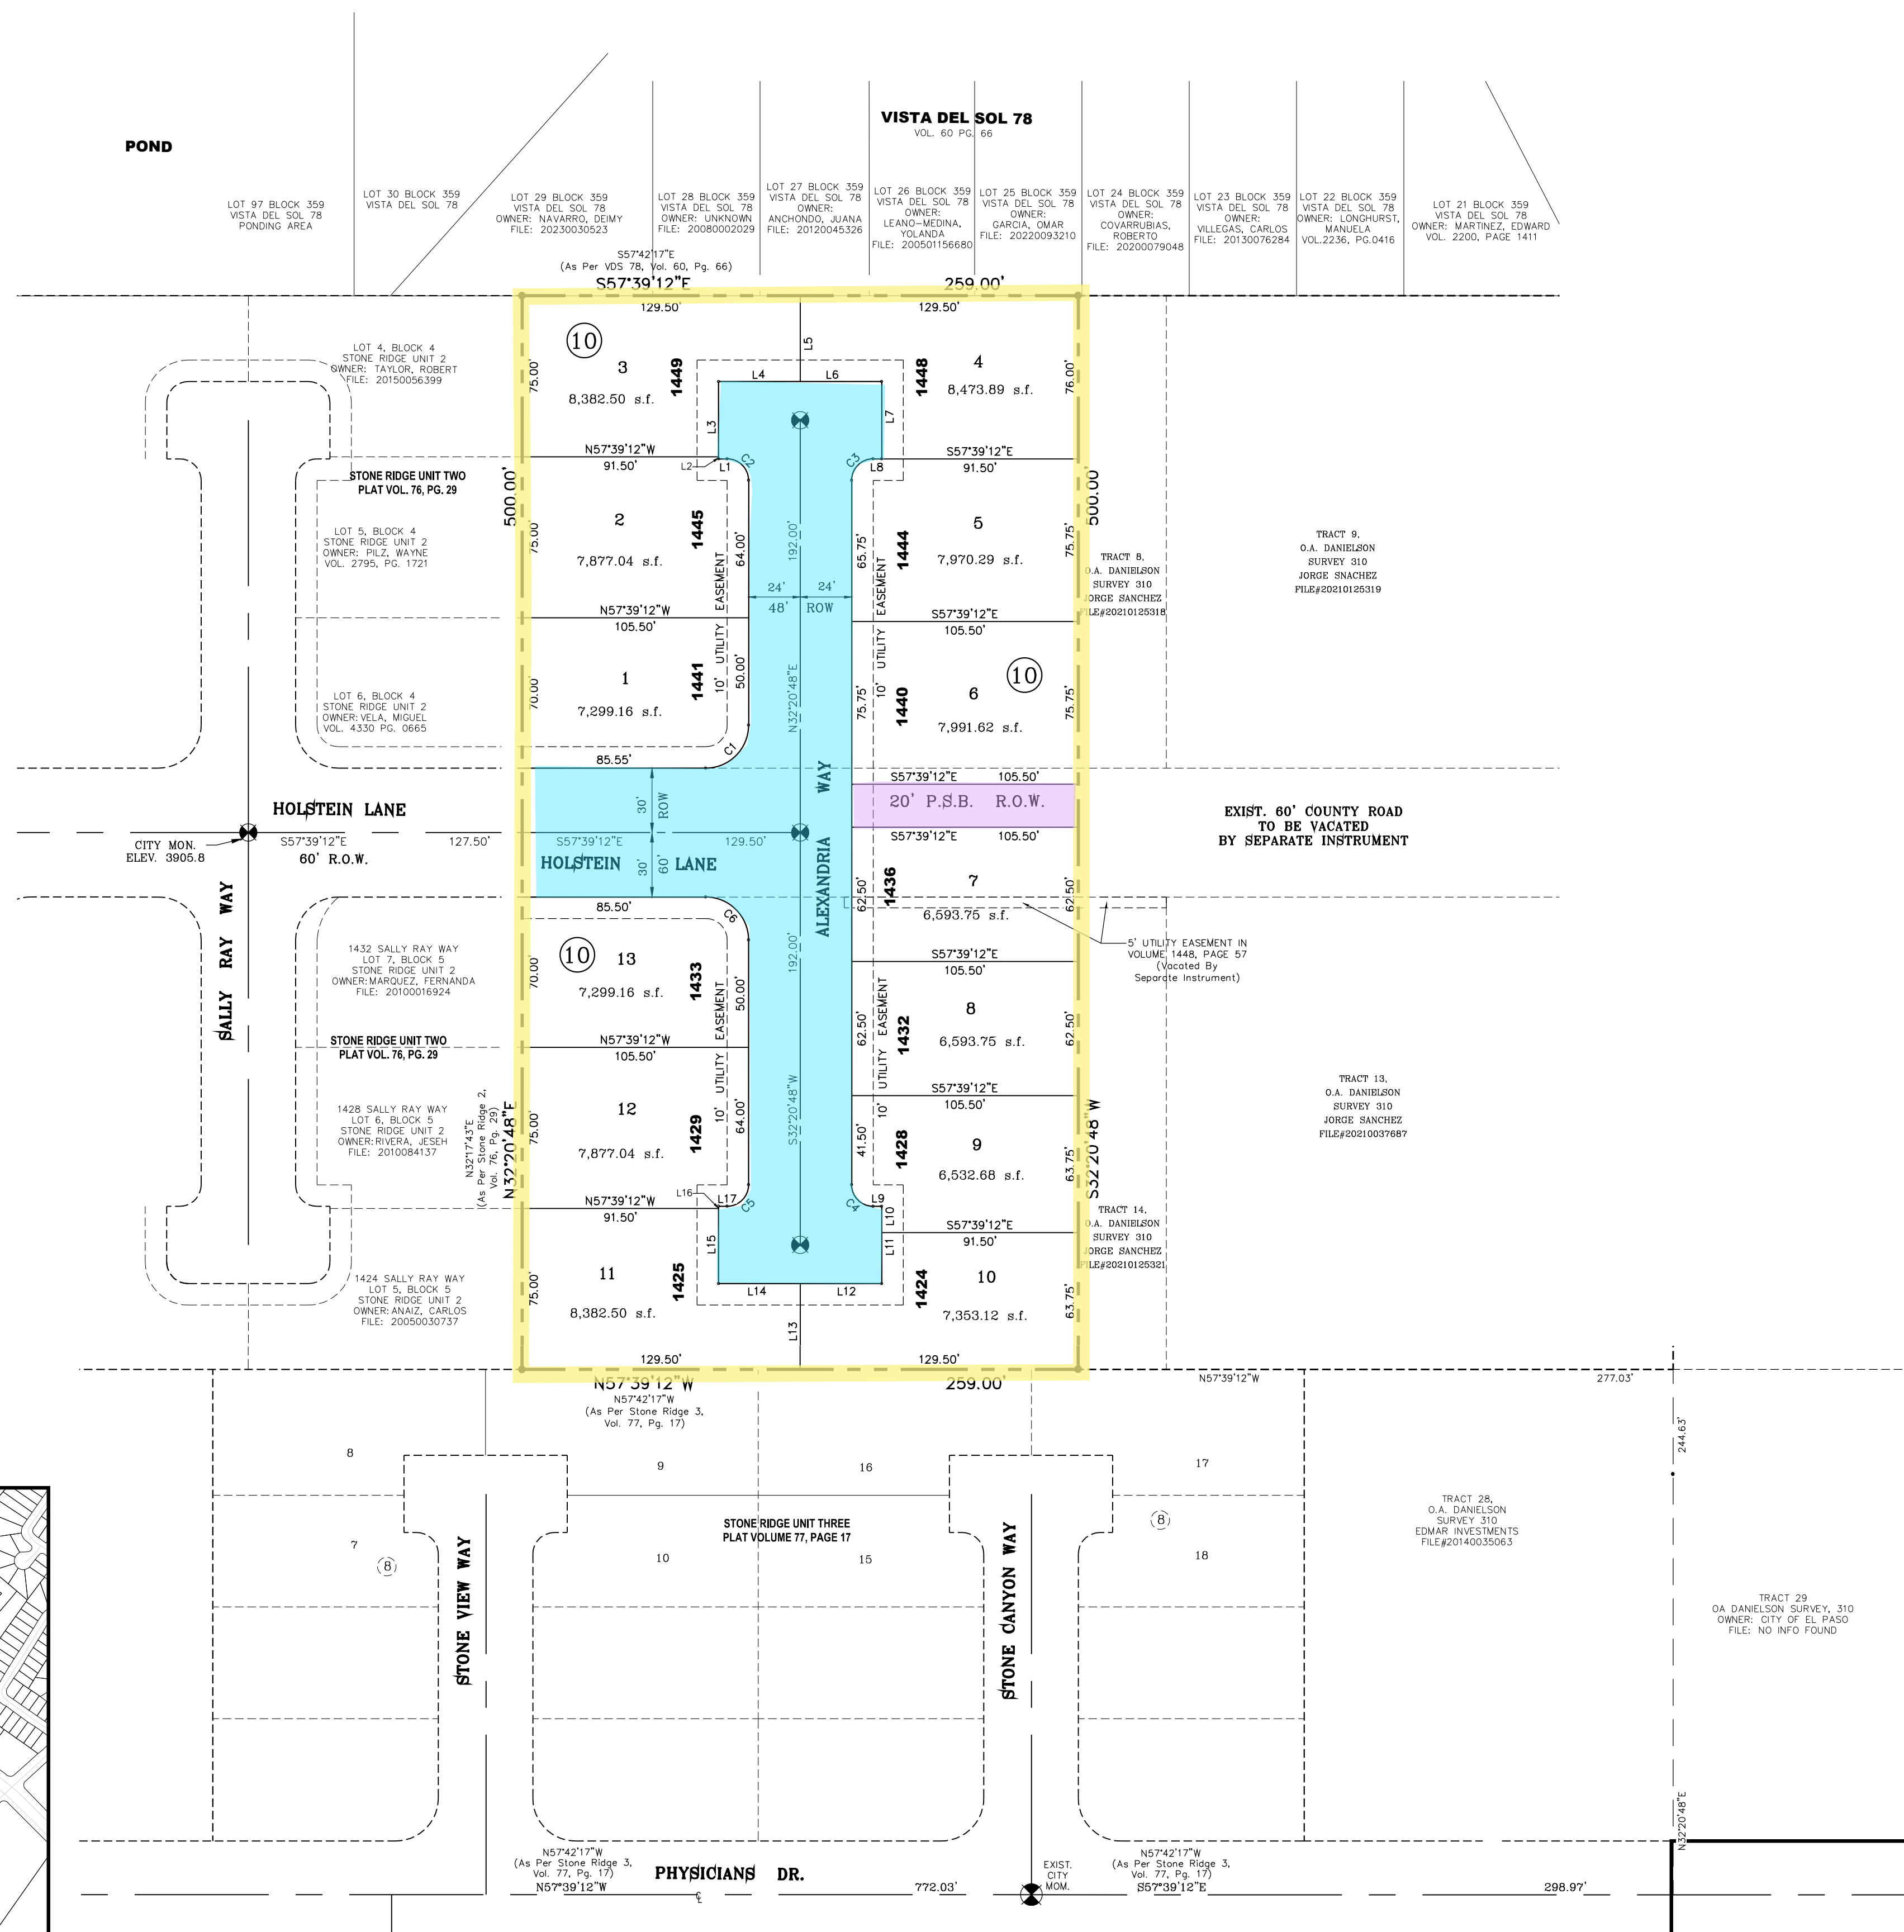 POND
VISTA DEL SOL 78
VOL. 60 PG. 66
LOT 97 BLOCK 359
VISTA DEL SOL 78
PONDING AREA
LOT 30 BLOCK 359
VISTA DEL SOL 78
LOT 29 BLOCK 359
VISTA DEL SOL 78
OWNER: NAVARRO, DEIMY
FILE: 20230030523
LOT 28 BLOCK 359
VISTA DEL SOL 78
OWNER: UNKNOWN
FILE: 20080002029
LOT 27 BLOCK 359
VISTA DEL SOL 78
OWNER:
ANCHONDO, JUANA
FILE: 20120045326
LOT 26 BLOCK 359
VISTA DEL SOL 78
OWNER:
LEANO-MEDINA,
YOLANDA
FILE: 200501156680
LOT 25 BLOCK 359
VISTA DEL SOL 78
OWNER:
GARCIA, OMAR
FILE: 20220093210
LOT 24 BLOCK 359
VISTA DEL SOL 78
OWNER:
COVARRUBIAS,
ROBERTO
FILE: 20200079048
LOT 23 BLOCK 359
VISTA DEL SOL 78
OWNER:
VILLEGAS, CARLOS
FILE: 20130076284
LOT 22 BLOCK 359
VISTA DEL SOL 78
OWNER: LONGHURST,
MANUELA
VOL.2236, PG.0416
LOT 21 BLOCK 359
VISTA DEL SOL 78
OWNER: MARTINEZ, EDWARD
VOL. 2200, PAGE 1411
S57°42'17"E
(As Per VDS 78, Vol. 60, Pg. 66)
S57°39'12"E 259.00'
129.50' 129.50'
LOT 4, BLOCK 4
STONE RIDGE UNIT 2
OWNER: TAYLOR, ROBERT
FILE: 20150056399
STONE RIDGE UNIT TWO
PLAT VOL. 76, PG. 29
LOT 5, BLOCK 4
STONE RIDGE UNIT 2
OWNER: PILZ, WAYNE
VOL. 2795, PG. 1721
LOT 6, BLOCK 4
STONE RIDGE UNIT 2
OWNER: VELA, MIGUEL
VOL. 4330 PG. 0665
500.00'
10
3
8,382.50 s.f.
75.00'
1449
L5
L4 L6
L3
L7
1448
4
8,473.89 s.f.
76.00'
N57°39'12"W
91.50'
L2
L1
C2
C3
L8
S57°39'12"E
91.50'
500.00'
2
7,877.04 s.f.
75.00'
1445
64.00'
10' UTILITY EASEMENT
192.00'
24' 24'
48' ROW
65.75'
1444
10' UTILITY EASEMENT
5
7,970.29 s.f.
75.75'
N57°39'12"W
105.50'
S57°39'12"E
105.50'
1
7,299.16 s.f.
70.00'
1441
50.00'
N32°20'48"E
75.75'
1440
6
7,991.62 s.f.
75.75'
10
C1
85.55'
TRACT 8,
O.A. DANIELSON
SURVEY 310
JORGE SANCHEZ
FILE#20210125318
TRACT 9,
O.A. DANIELSON
SURVEY 310
JORGE SNACHEZ
FILE#20210125319
HOLSTEIN LANE
CITY MON.
ELEV. 3905.8
S57°39'12"E 127.50'
60' R.O.W.
30'
ROW
S57°39'12"E 129.50'
HOLSTEIN LANE
30'
60'
ALEXANDRIA WAY
S57°39'12"E 105.50'
20' P.S.B. R.O.W.
S57°39'12"E 105.50'
EXIST. 60' COUNTY ROAD
TO BE VACATED
BY SEPARATE INSTRUMENT
SALLY RAY WAY
85.50'
C6
62.50'
1436
7
6,593.75 s.f.
62.50'
5' UTILITY EASEMENT IN
VOLUME 1448, PAGE 57
(Vacated By
Separate Instrument)
1432 SALLY RAY WAY
LOT 7, BLOCK 5
STONE RIDGE UNIT 2
OWNER: MARQUEZ, FERNANDA
FILE: 20100016924
STONE RIDGE UNIT TWO
PLAT VOL. 76, PG. 29
1428 SALLY RAY WAY
LOT 6, BLOCK 5
STONE RIDGE UNIT 2
OWNER: RIVERA, JESEH
FILE: 2010084137
1424 SALLY RAY WAY
LOT 5, BLOCK 5
STONE RIDGE UNIT 2
OWNER: ANAIZ, CARLOS
FILE: 20050030737
N32°17'43"E
(As Per Stone Ridge 2,
Vol. 76, Pg. 29)
N32°20'48"E
10
13
7,299.16 s.f.
70.00'
1433
50.00'
192.00'
S57°39'12"E
105.50'
N57°39'12"W
105.50'
62.50'
1432
8
6,593.75 s.f.
62.50'
10' UTILITY EASEMENT
12
7,877.04 s.f.
75.00'
1429
64.00'
10' UTILITY EASEMENT
S32°20'48"W
S57°39'12"E
105.50'
41.50'
1428
9
6,532.68 s.f.
63.75'
S32°20'48"W
N57°39'12"W
91.50'
L16
L17
C5
C4
L9
L10
S57°39'12"E
91.50'
L15
L11
11
8,382.50 s.f.
75.00'
1425
L14 L12
L13
1424
10
7,353.12 s.f.
63.75'
129.50' 129.50'
TRACT 14,
O.A. DANIELSON
SURVEY 310
JORGE SANCHEZ
FILE#20210125321
TRACT 13,
O.A. DANIELSON
SURVEY 310
JORGE SANCHEZ
FILE#20210037687
N57°39'12"W 259.00'
N57°42'17"W
(As Per Stone Ridge 3,
Vol. 77, Pg. 17)
N57°39'12"W 277.03'
244.63'
8
9
16
17
7
8
10
15
8
18
STONE RIDGE UNIT THREE
PLAT VOLUME 77, PAGE 17
STONE VIEW WAY
STONE CANYON WAY
TRACT 28,
O.A. DANIELSON
SURVEY 310
EDMAR INVESTMENTS
FILE#20140035063
TRACT 29
OA DANIELSON SURVEY, 310
OWNER: CITY OF EL PASO
FILE: NO INFO FOUND
N32°20'48"E
N57°42'17"W
(As Per Stone Ridge 3,
Vol. 77, Pg. 17)
N57°39'12"W
PHYSICIANS DR.
772.03'
EXIST.
CITY
MOM.
N57°42'17"W
(As Per Stone Ridge 3,
Vol. 77, Pg. 17)
S57°39'12"E
298.97'